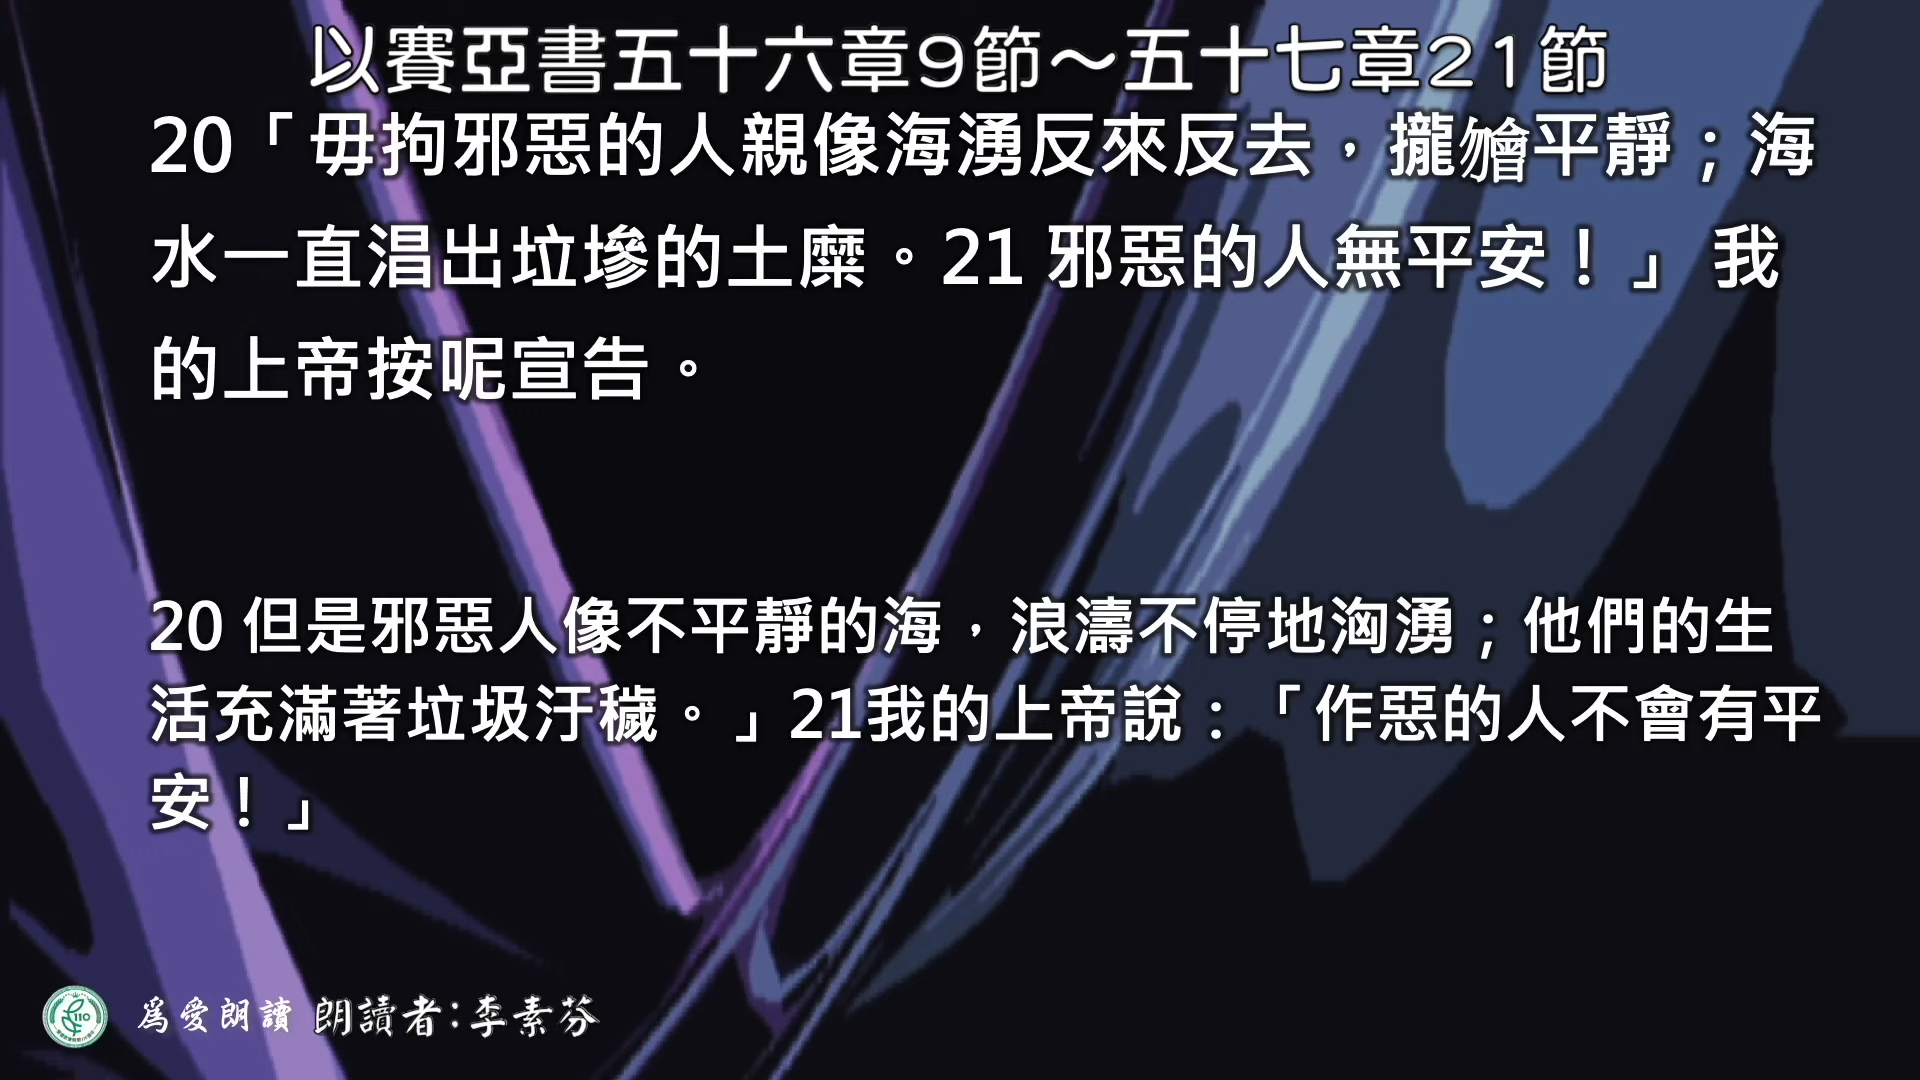 以賽亞書五十六章9節～五十七章21節
20「毋拘邪惡的人親像海湧反來反去，攏𣍐平靜；海
水一直淐出垃墋的土糜。21 邪惡的人無平安！」 我
的上帝按呢宣告。
20 但是邪惡人像不平靜的海，浪濤不停地洶湧；他們的生
活充滿著垃圾汙穢。」21我的上帝說：「作惡的人不會有平
安！」
110
為愛朗讀 朗讀者:李素芬